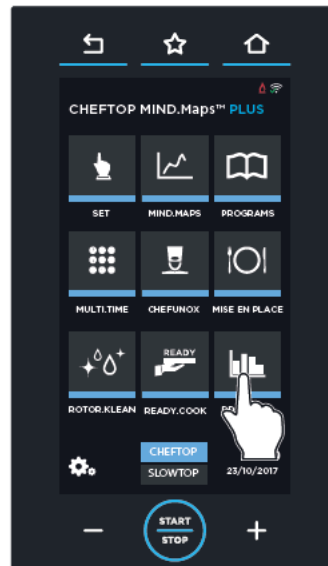 CHEFTOP MIND.Maps™ PLUS
SET MIND.MAPS PROGRAMS
MULTI.TIME CHEFUNOX MISE EN PLACE
READY
ROTOR.KLEAN READY.COOK
CHEFTOP
SLOWTOP 23/10/2017
START
STOP